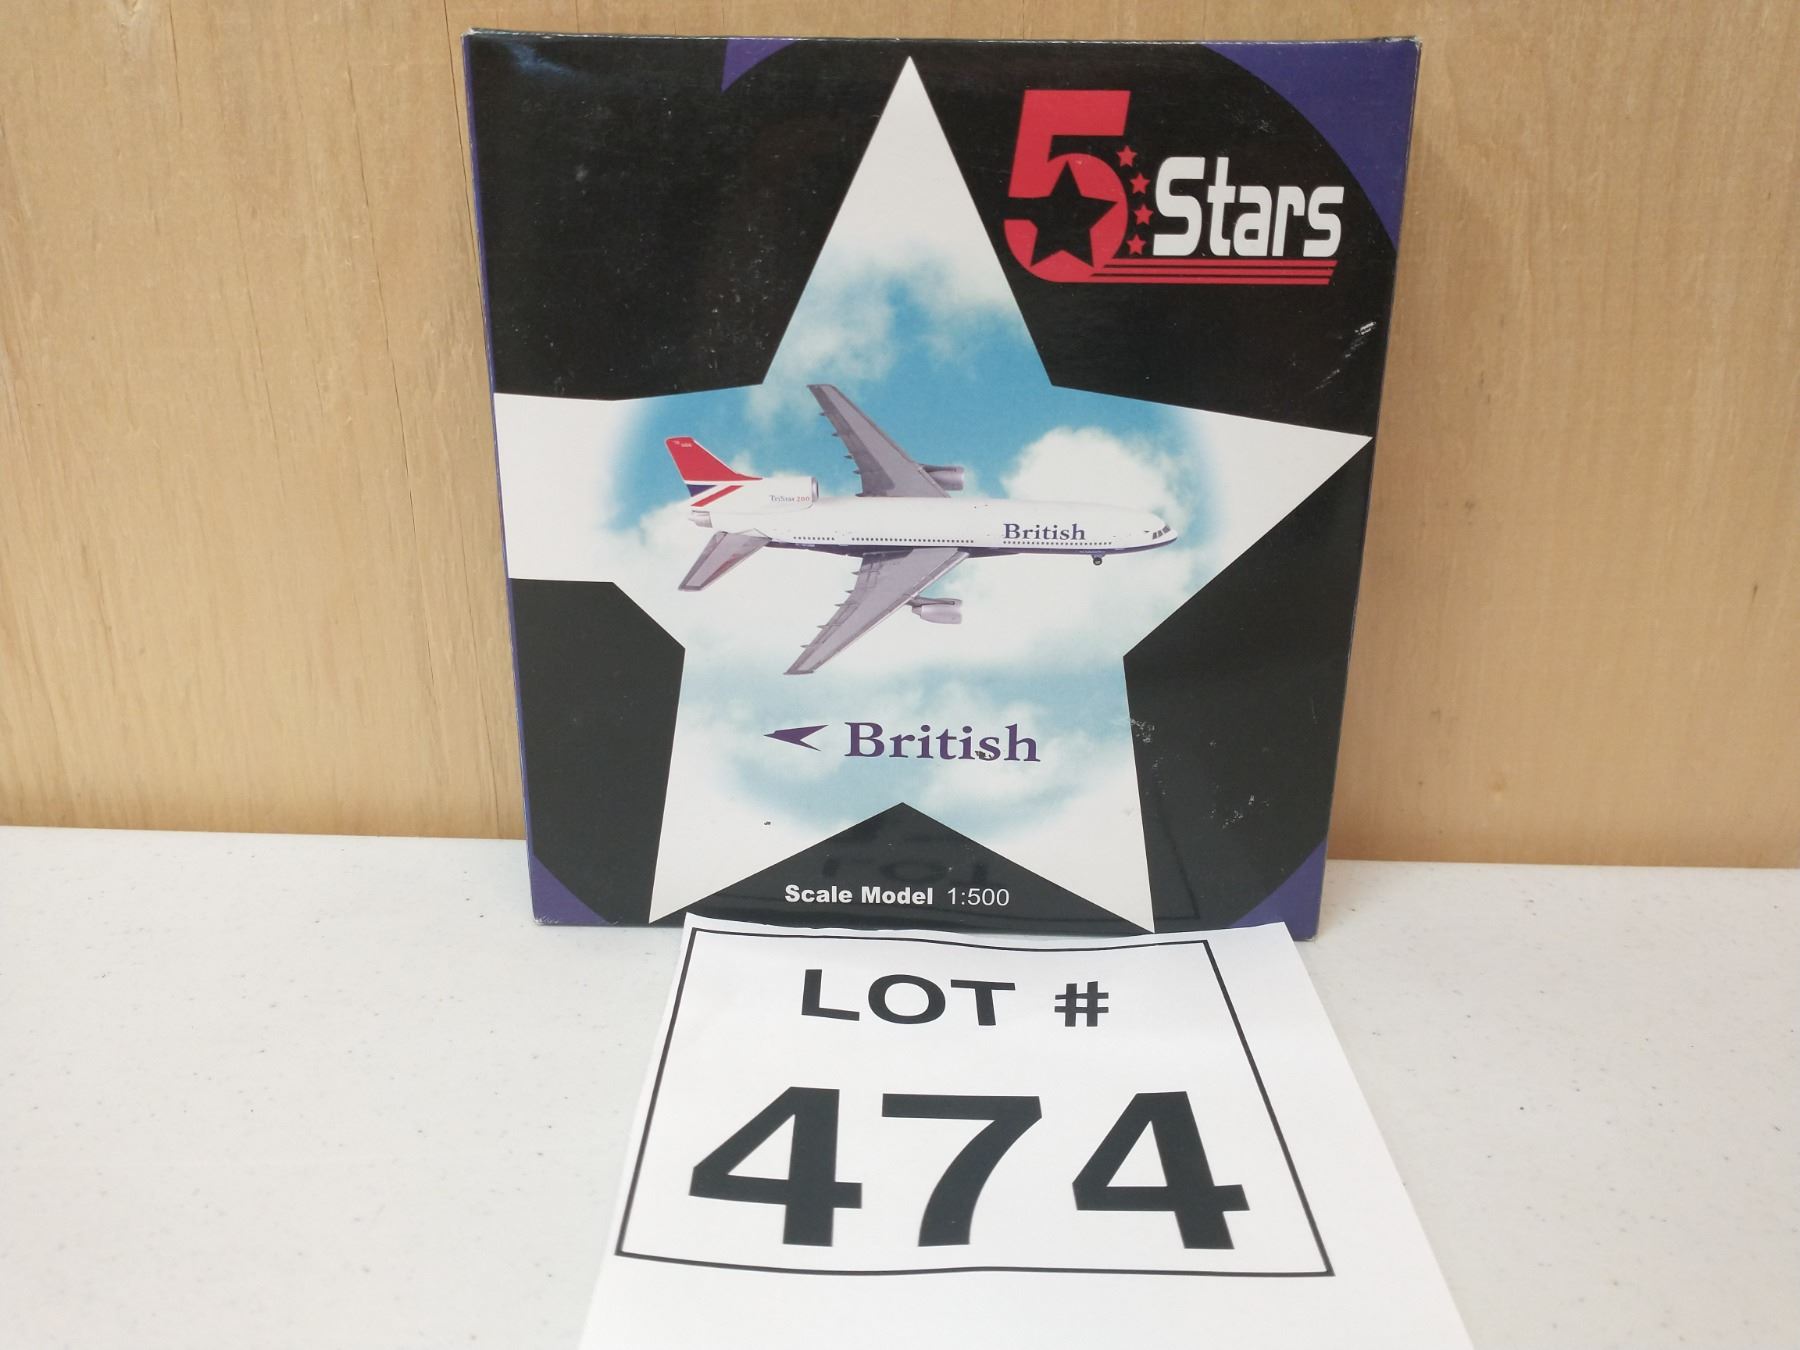 5 Stars
TriStar 200
British
British
Scale Model 1:500
LOT #
474